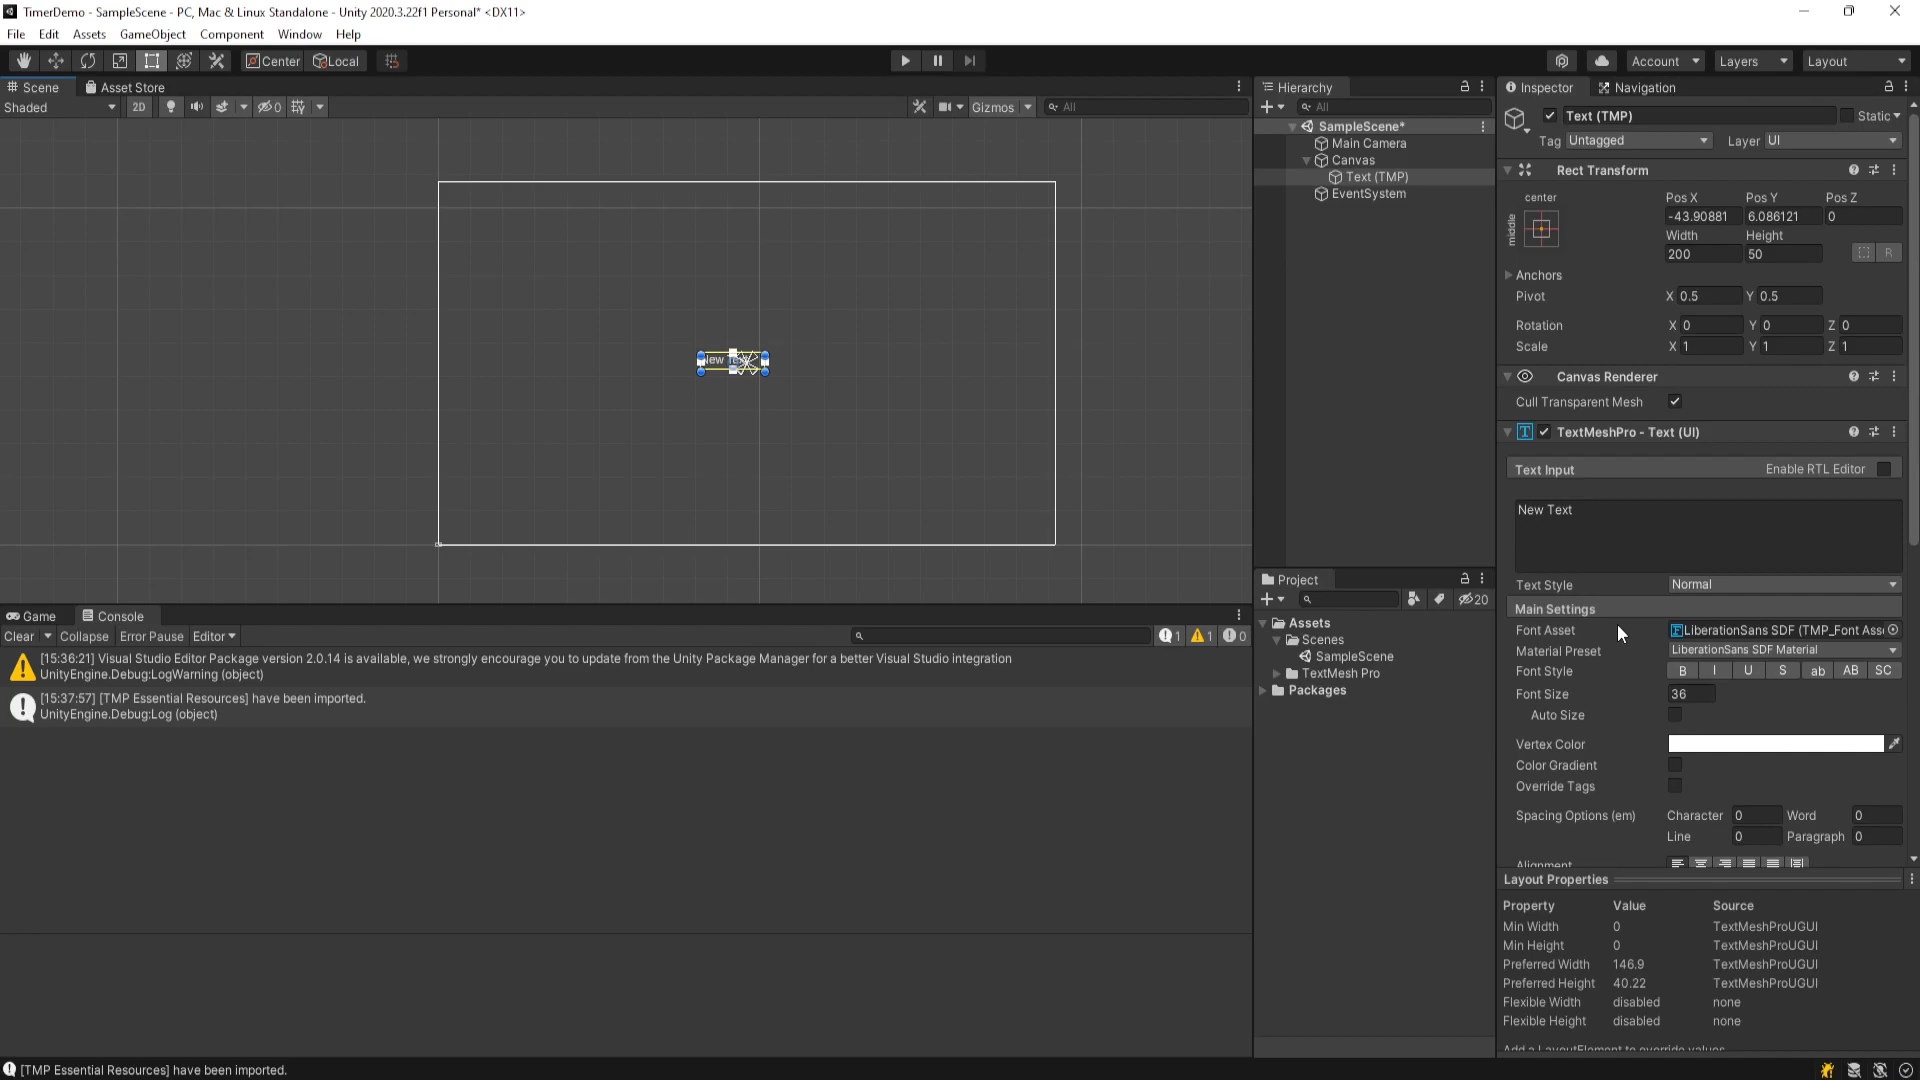 TimerDemo - SampleScene - PC, Mac & Linux Standalone - Unity 2020.3.22f1 Personal* <DX11>
File Edit Assets GameObject Component Window Help
Center Local Account Layers Layout
Scene Asset Store
Shaded 2D 0 Gizmos All
Hierarchy
All
SampleScene*
Main Camera
Canvas
Text (TMP)
EventSystem
Inspector Navigation
Text (TMP) Static
Tag Untagged Layer UI
Rect Transform
center Pos X Pos Y Pos Z
middle -43.90881 6.086121 0
Width Height
200 50 R
Anchors
Pivot X 0.5 Y 0.5
Rotation X 0 Y 0 Z 0
Scale X 1 Y 1 Z 1
Canvas Renderer
Cull Transparent Mesh
TextMeshPro - Text (UI)
Text Input Enable RTL Editor
New Text
Text Style Normal
Main Settings
Font Asset LiberationSans SDF (TMP_Font Ass
Material Preset LiberationSans SDF Material
Font Style B I U S ab AB SC
Font Size 36
Auto Size
Vertex Color
Color Gradient
Override Tags
Spacing Options (em) Character 0 Word 0
Line 0 Paragraph 0
Alignment
Layout Properties
Property Value Source
Min Width 0 TextMeshProUGUI
Min Height 0 TextMeshProUGUI
Preferred Width 146.9 TextMeshProUGUI
Preferred Height 40.22 TextMeshProUGUI
Flexible Width disabled none
Flexible Height disabled none
Add a LayoutElement to override values
Project
20
Assets
Scenes
SampleScene
TextMesh Pro
Packages
Game Console
Clear Collapse Error Pause Editor 1 1 0
[15:36:21] Visual Studio Editor Package version 2.0.14 is available, we strongly encourage you to update from the Unity Package Manager for a better Visual Studio integration
UnityEngine.Debug:LogWarning (object)
[15:37:57] [TMP Essential Resources] have been imported.
UnityEngine.Debug:Log (object)
[TMP Essential Resources] have been imported.